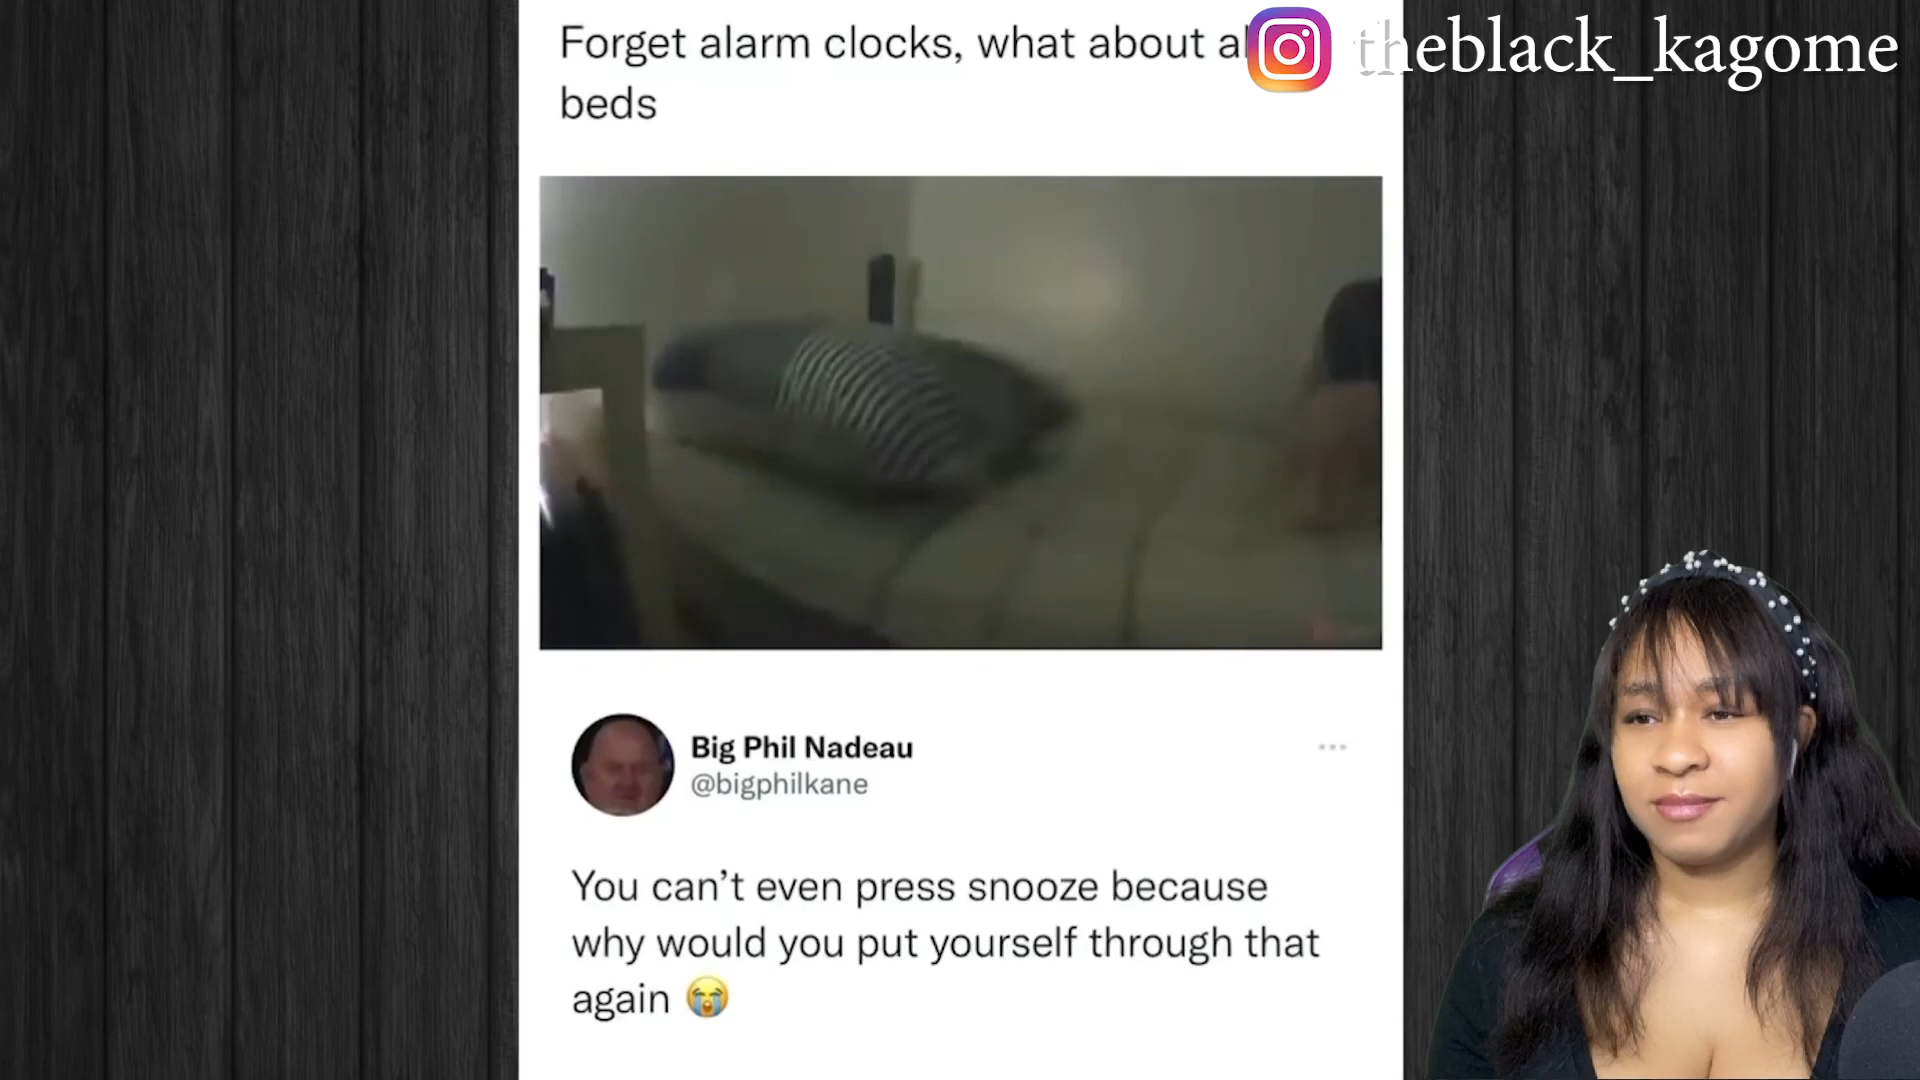 Forget alarm clocks, what about
beds
theblack_kagome
Big Phil Nadeau
@bigphilkane
You can't even press snooze because
why would you put yourself through that
again 😭